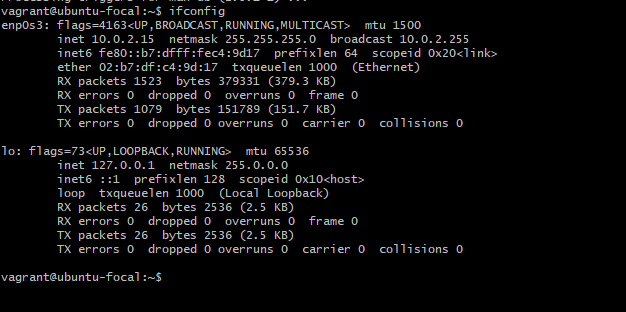 vagrant@ubuntu-focal:~$ ifconfig
enp0s3: flags=4163<UP,BROADCAST,RUNNING,MULTICAST>  mtu 1500
        inet 10.0.2.15  netmask 255.255.255.0  broadcast 10.0.2.255
        inet6 fe80::b7:dfff:fec4:9d17  prefixlen 64  scopeid 0x20<link>
        ether 02:b7:df:c4:9d:17  txqueuelen 1000  (Ethernet)
        RX packets 1523  bytes 379331 (379.3 KB)
        RX errors 0  dropped 0  overruns 0  frame 0
        TX packets 1079  bytes 151789 (151.7 KB)
        TX errors 0  dropped 0 overruns 0  carrier 0  collisions 0

lo: flags=73<UP,LOOPBACK,RUNNING>  mtu 65536
        inet 127.0.0.1  netmask 255.0.0.0
        inet6 ::1  prefixlen 128  scopeid 0x10<host>
        loop  txqueuelen 1000  (Local Loopback)
        RX packets 26  bytes 2536 (2.5 KB)
        RX errors 0  dropped 0  overruns 0  frame 0
        TX packets 26  bytes 2536 (2.5 KB)
        TX errors 0  dropped 0 overruns 0  carrier 0  collisions 0

vagrant@ubuntu-focal:~$